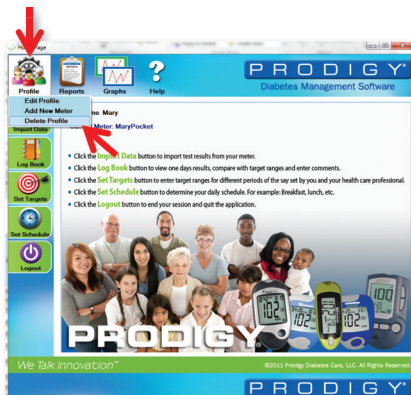 PRODIGY®
Diabetes Management Software
Profile
Reports
Graphs
Help
Edit Profile
Add New Meter
Delete Profile
me Mary
Meter: MaryPocket
Import Data
Log Book
Set Targets
Set Schedule
Logout
• Click the Import Data button to import test results from your meter.
• Click the Log Book button to view one days results, compare with target ranges and enter comments.
• Click the Set Targets button to enter target ranges for different periods of the say set by you and your health care professional.
• Click the Set Schedule button to determine your daily schedule. For example: Breakfast, lunch, etc.
• Click the Logout button to end your session and quit the application.
102
102
102
100
PRODIGY
We Talk Innovation™
©2011 Prodigy Diabetes Care, LLC. All Rights Reserved.
PRODIGY®